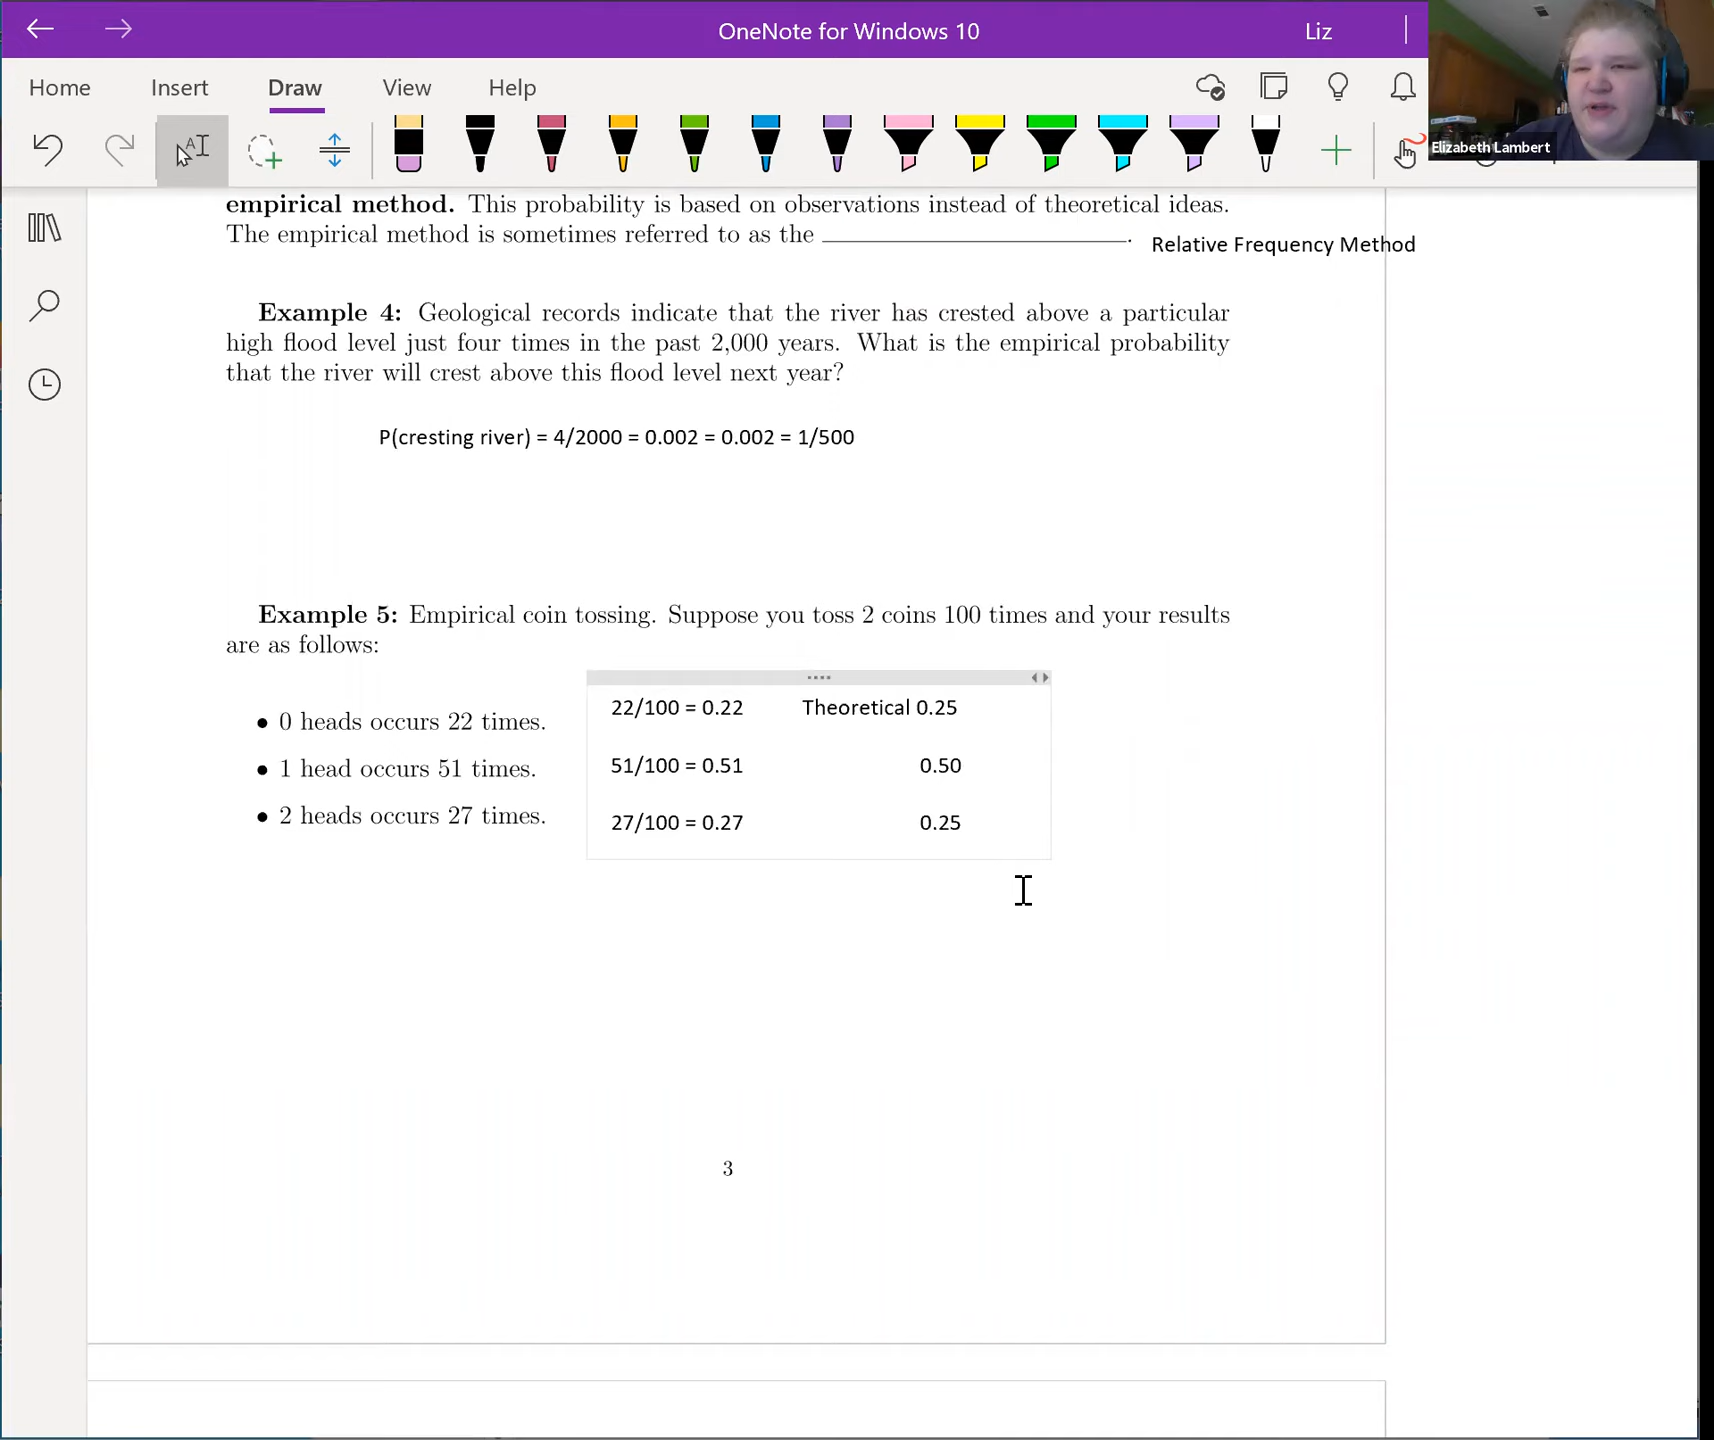 OneNote for Windows 10
Liz
Home Insert Draw View Help
Elizabeth Lambert
empirical method. This probability is based on observations instead of theoretical ideas.
The empirical method is sometimes referred to as the ______________________.
Relative Frequency Method
Example 4: Geological records indicate that the river has crested above a particular
high flood level just four times in the past 2,000 years. What is the empirical probability
that the river will crest above this flood level next year?
P(cresting river) = 4/2000 = 0.002 = 0.002 = 1/500
Example 5: Empirical coin tossing. Suppose you toss 2 coins 100 times and your results
are as follows:
• 0 heads occurs 22 times.
• 1 head occurs 51 times.
• 2 heads occurs 27 times.
22/100 = 0.22 Theoretical 0.25
51/100 = 0.51 0.50
27/100 = 0.27 0.25
3